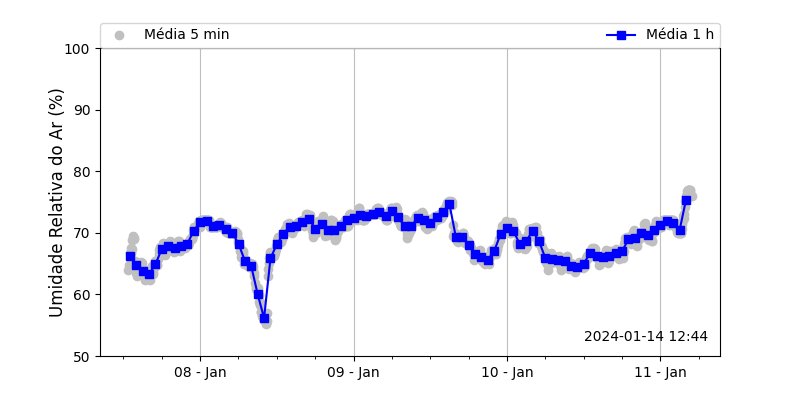 Média 5 min
Média 1 h
Umidade Relativa do Ar (%)
100
90
80
70
60
50
2024-01-14 12:44
08 - Jan
09 - Jan
10 - Jan
11 - Jan